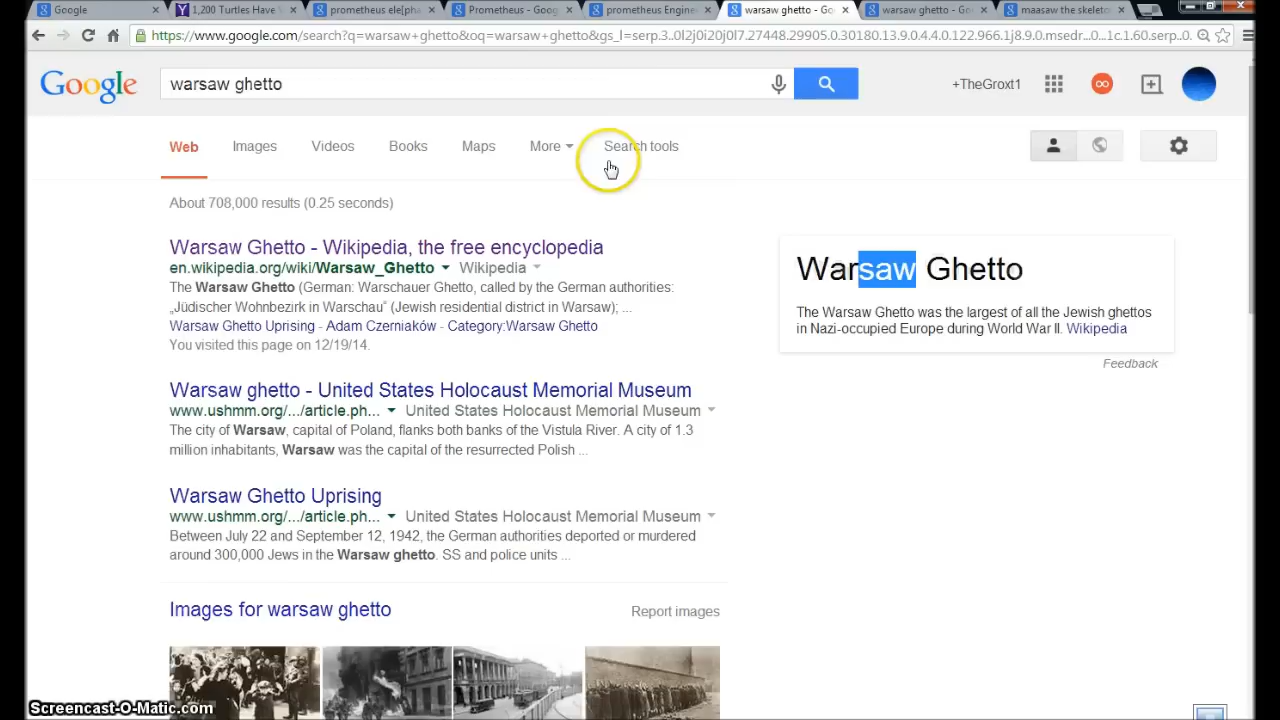 Google
1,200 Turtles Have
prometheus ele[pha
Prometheus - Goog
prometheus Engine
warsaw ghetto - Go
warsaw ghetto - Go
maasaw the skeleto
https://www.google.com/search?q=warsaw+ghetto&oq=warsaw+ghetto&gs_l=serp.3..0l2j0i20j0l7.27448.29905.0.30180.13.9.0.4.4.0.122.966.1j8.9.0.msedr...0...1c.1.60.serp..0.
Google
warsaw ghetto
+TheGroxt1
Web
Images
Videos
Books
Maps
More
Search tools
About 708,000 results (0.25 seconds)
Warsaw Ghetto - Wikipedia, the free encyclopedia
en.wikipedia.org/wiki/Warsaw_Ghetto Wikipedia
The Warsaw Ghetto (German: Warschauer Ghetto, called by the German authorities:
„Jüdischer Wohnbezirk in Warschau“ (Jewish residential district in Warsaw); ...
Warsaw Ghetto Uprising - Adam Czerniaków - Category:Warsaw Ghetto
You visited this page on 12/19/14.
Warsaw ghetto - United States Holocaust Memorial Museum
www.ushmm.org/.../article.ph... United States Holocaust Memorial Museum
The city of Warsaw, capital of Poland, flanks both banks of the Vistula River. A city of 1.3
million inhabitants, Warsaw was the capital of the resurrected Polish ...
Warsaw Ghetto Uprising
www.ushmm.org/.../article.ph... United States Holocaust Memorial Museum
Between July 22 and September 12, 1942, the German authorities deported or murdered
around 300,000 Jews in the Warsaw ghetto. SS and police units ...
Images for warsaw ghetto
Report images
Warsaw Ghetto
The Warsaw Ghetto was the largest of all the Jewish ghettos
in Nazi-occupied Europe during World War II. Wikipedia
Feedback
Screencast-O-Matic.com